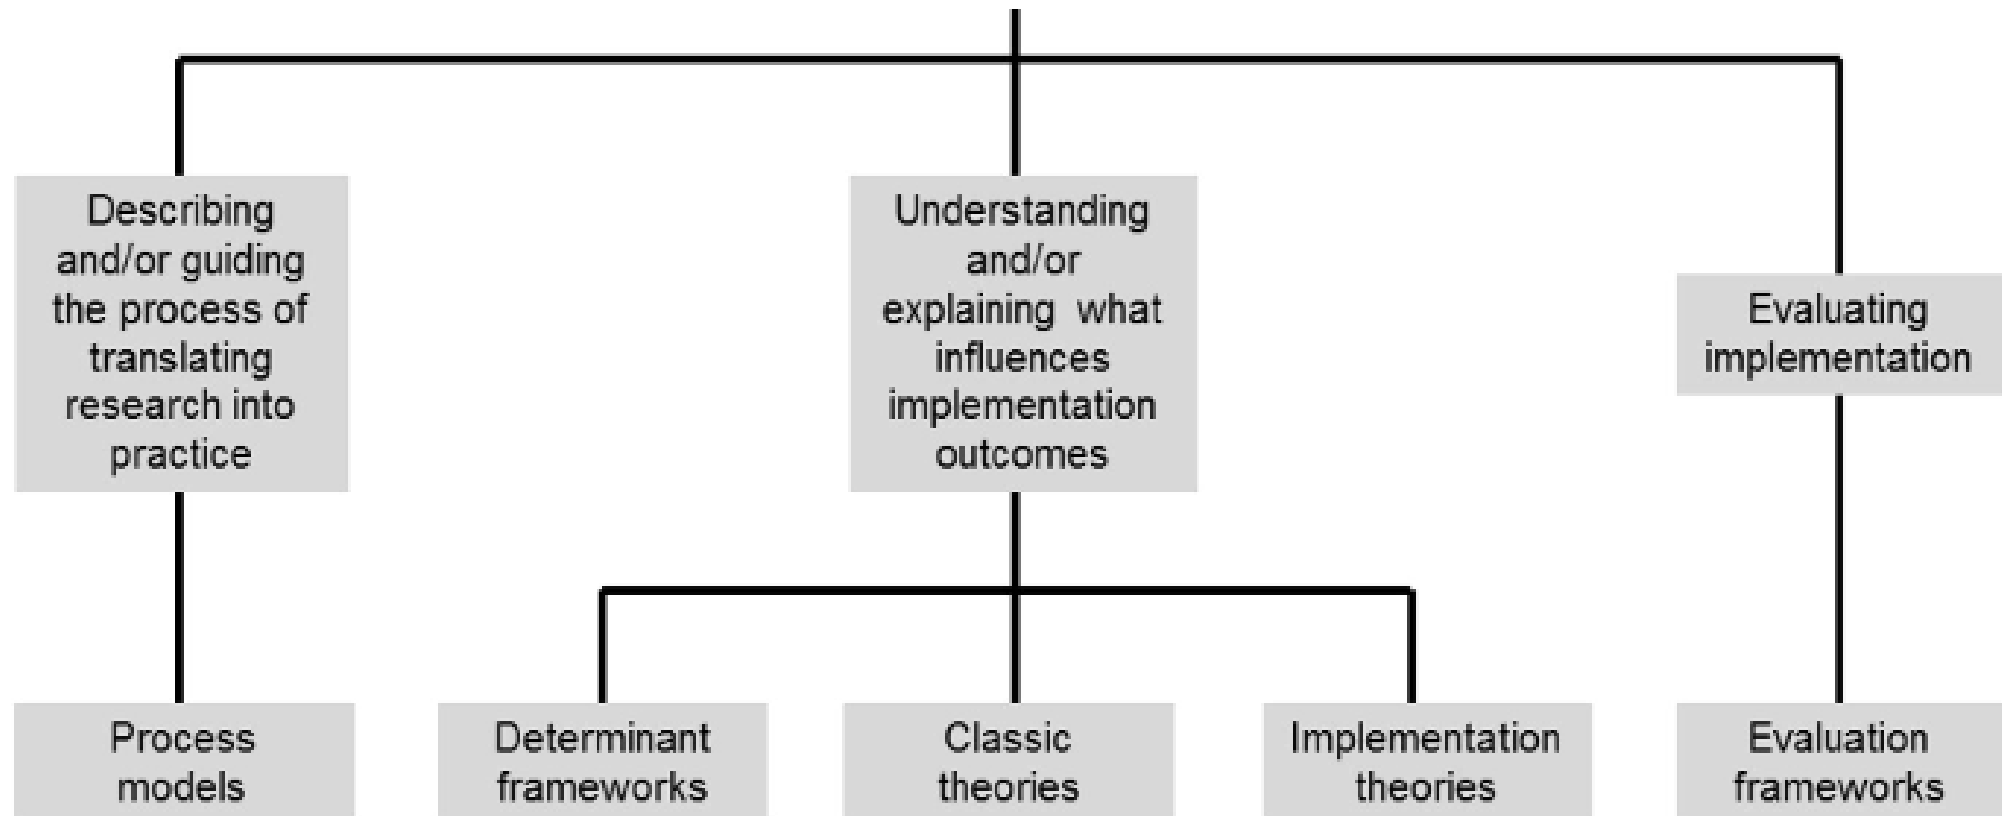 Describing
and/or guiding
the process of
translating
research into
practice
Understanding
and/or
explaining  what
influences
implementation
outcomes
Evaluating
implementation
Process
models
Determinant
frameworks
Classic
theories
Implementation
theories
Evaluation
frameworks